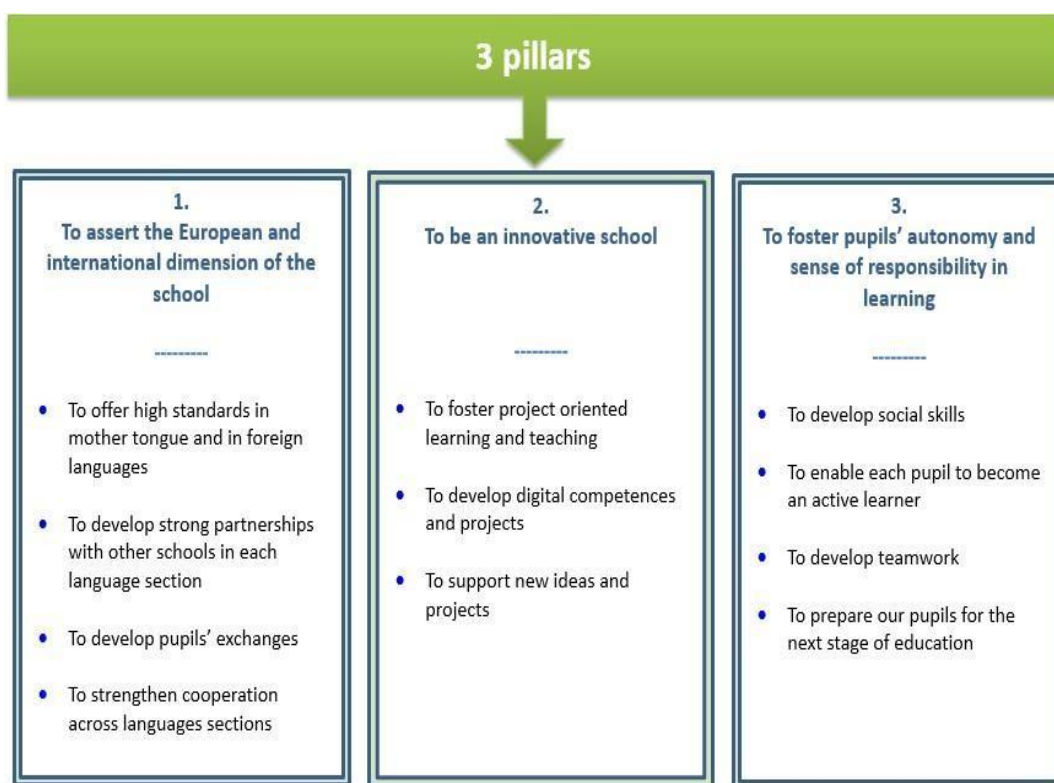 3 pillars
1.
To assert the European and
international dimension of the
school
---------
• To offer high standards in
mother tongue and in foreign
languages
• To develop strong partnerships
with other schools in each
language section
• To develop pupils’ exchanges
• To strengthen cooperation
across languages sections
2.
To be an innovative school
---------
• To foster project oriented
learning and teaching
• To develop digital competences
and projects
• To support new ideas and
projects
3.
To foster pupils’ autonomy and
sense of responsibility in
learning
---------
• To develop social skills
• To enable each pupil to become
an active learner
• To develop teamwork
• To prepare our pupils for the
next stage of education